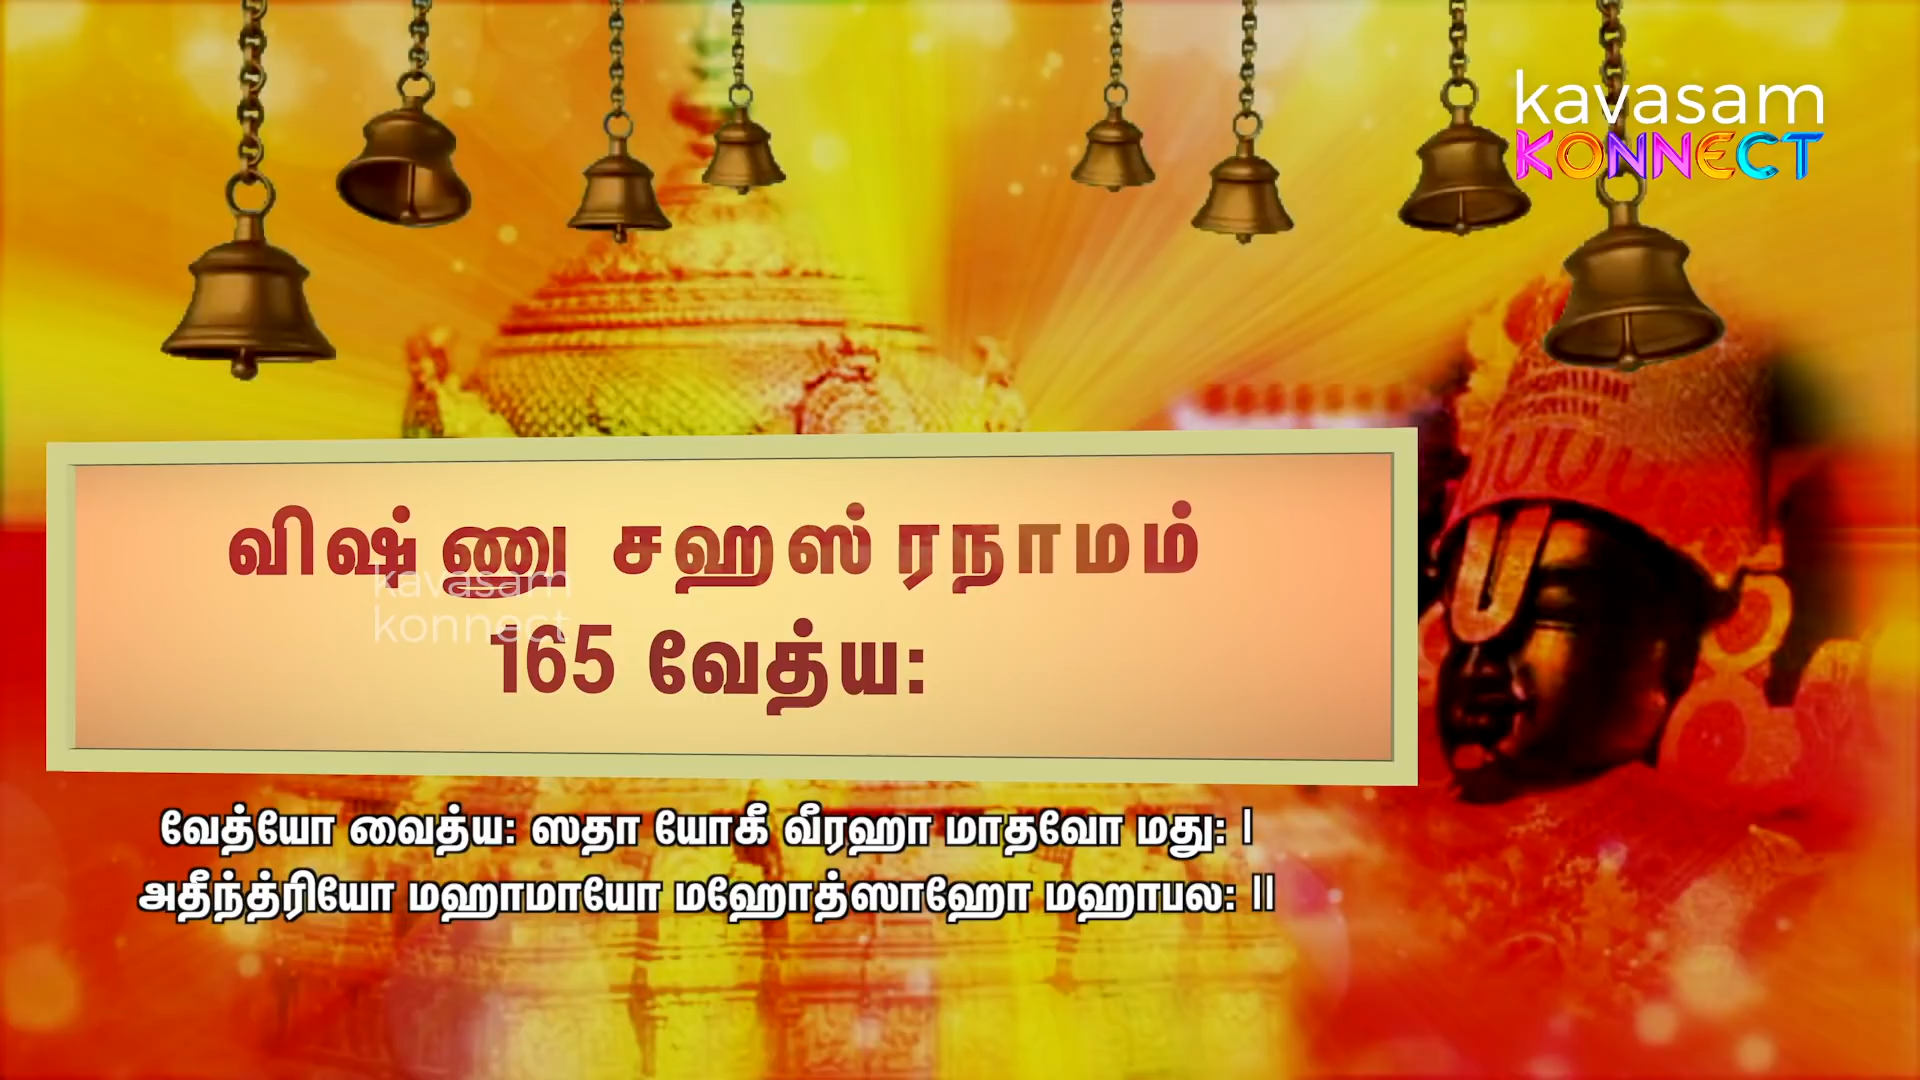 kavasam
KONNECT
விஷ்ணு சஹஸ்ரநாமம்
kavasam
konnect
165 வேத்ய:
வேத்யோ வைத்ய: ஸதா யோகீ வீரஹா மாதவோ மது: |
அதீந்த்ரியோ மஹாமாயோ மஹோத்ஸாஹோ மஹாபல: ||